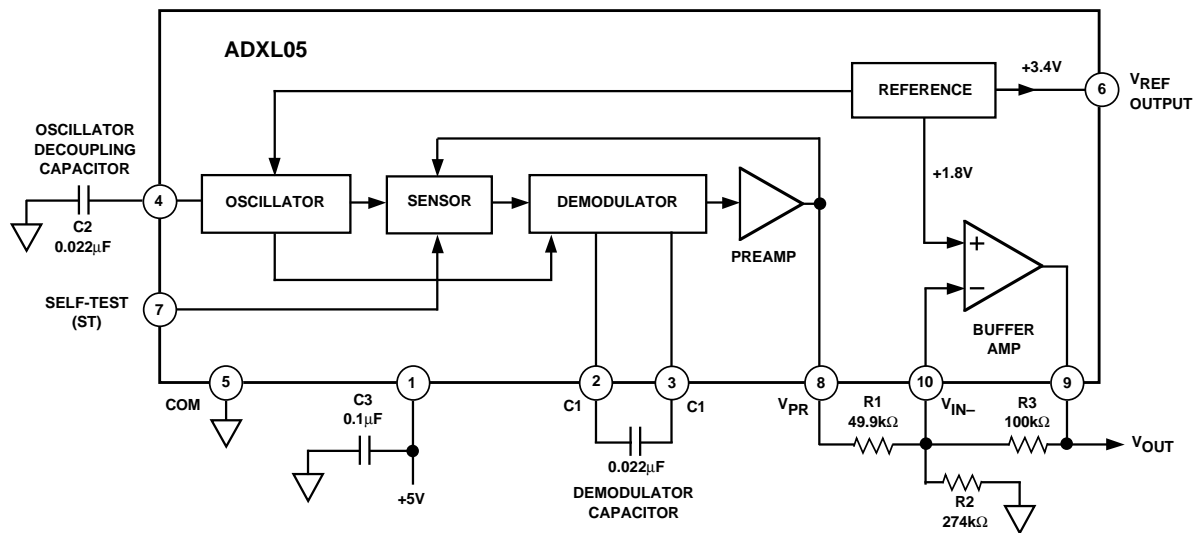 ADXL05
REFERENCE
+3.4V
6
VREF
OUTPUT
OSCILLATOR
DECOUPLING
CAPACITOR
4
C2
0.022µF
OSCILLATOR
SENSOR
DEMODULATOR
PREAMP
+1.8V
+
−
BUFFER
AMP
SELF-TEST
(ST)
7
5
COM
1
C3
0.1µF
+5V
2
C1
3
C1
0.022µF
DEMODULATOR
CAPACITOR
8
VPR
R1
49.9kΩ
10
VIN–
R3
100kΩ
9
VOUT
R2
274kΩ